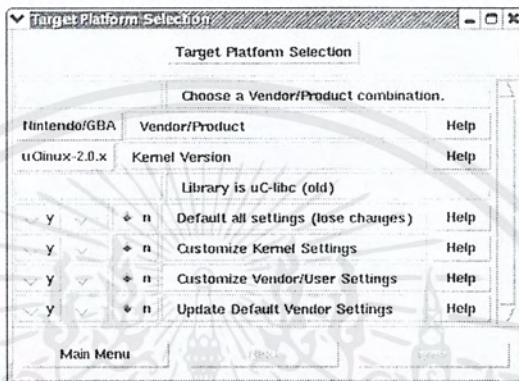 Target Platform Selection
Target Platform Selection
Choose a Vendor/Product combination.
Nintendo/GBA Vendor/Product Help
uClinux-2.0.x Kernel Version Help
Library is uC-libc (old)
y n Default all settings (lose changes) Help
y n Customize Kernel Settings Help
y n Customize Vendor/User Settings Help
y n Update Default Vendor Settings Help
Main Menu Next Prev